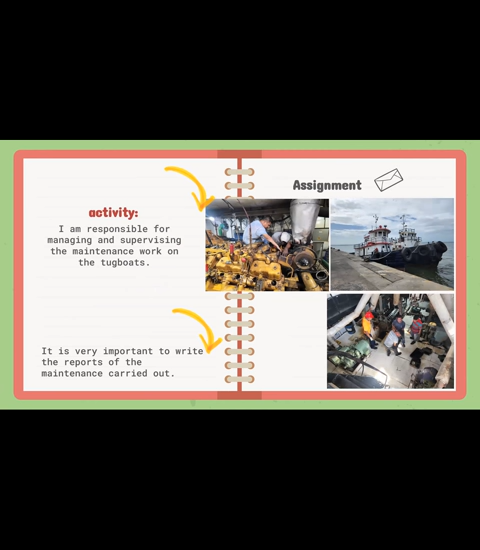 activity:
I am responsible for
managing and supervising
the maintenance work on
the tugboats.
It is very important to write
the reports of the
maintenance carried out.
Assignment